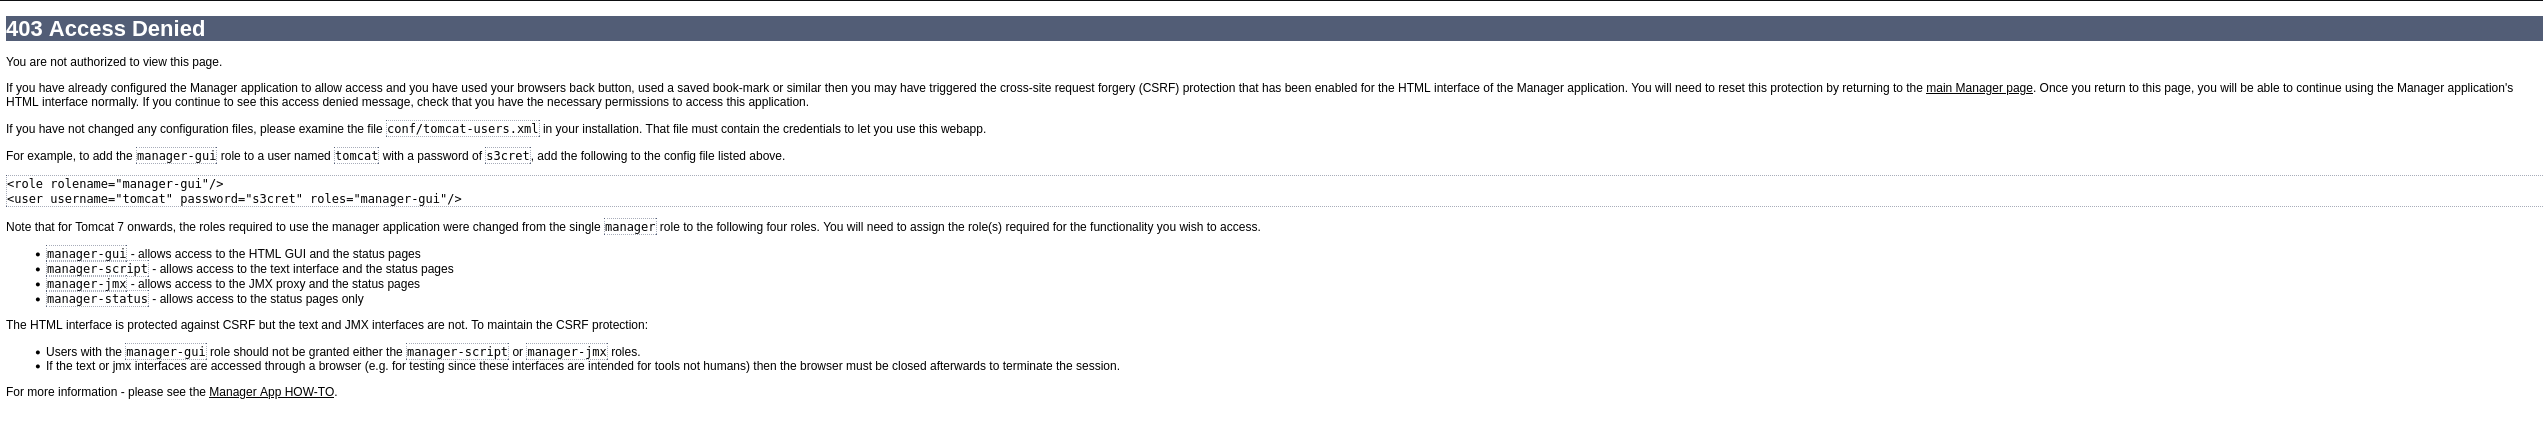 403 Access Denied
You are not authorized to view this page.
If you have already configured the Manager application to allow access and you have used your browsers back button, used a saved book-mark or similar then you may have triggered the cross-site request forgery (CSRF) protection that has been enabled for the HTML interface of the Manager application. You will need to reset this protection by returning to the main Manager page. Once you return to this page, you will be able to continue using the Manager application's
HTML interface normally. If you continue to see this access denied message, check that you have the necessary permissions to access this application.
If you have not changed any configuration files, please examine the file conf/tomcat-users.xml in your installation. That file must contain the credentials to let you use this webapp.
For example, to add the manager-gui role to a user named tomcat with a password of s3cret, add the following to the config file listed above.
<role rolename="manager-gui"/>
<user username="tomcat" password="s3cret" roles="manager-gui"/>
Note that for Tomcat 7 onwards, the roles required to use the manager application were changed from the single manager role to the following four roles. You will need to assign the role(s) required for the functionality you wish to access.
• manager-gui - allows access to the HTML GUI and the status pages
• manager-script - allows access to the text interface and the status pages
• manager-jmx - allows access to the JMX proxy and the status pages
• manager-status - allows access to the status pages only
The HTML interface is protected against CSRF but the text and JMX interfaces are not. To maintain the CSRF protection:
• Users with the manager-gui role should not be granted either the manager-script or manager-jmx roles.
• If the text or jmx interfaces are accessed through a browser (e.g. for testing since these interfaces are intended for tools not humans) then the browser must be closed afterwards to terminate the session.
For more information - please see the Manager App HOW-TO.